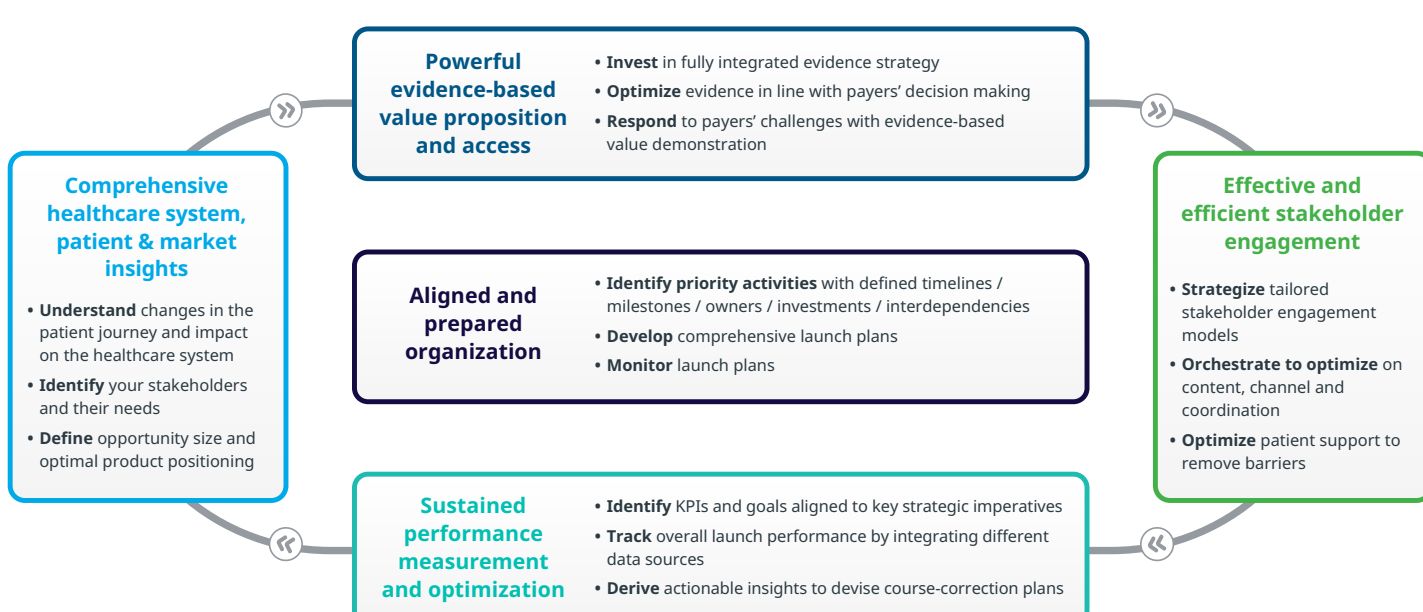 Powerful
evidence-based
value proposition
and access
• Invest in fully integrated evidence strategy
• Optimize evidence in line with payers’ decision making
• Respond to payers’ challenges with evidence-based
value demonstration
Comprehensive
healthcare system,
patient & market
insights
• Understand changes in the
patient journey and impact
on the healthcare system
• Identify your stakeholders
and their needs
• Define opportunity size and
optimal product positioning
Aligned and
prepared
organization
• Identify priority activities with defined timelines /
milestones / owners / investments / interdependencies
• Develop comprehensive launch plans
• Monitor launch plans
Effective and
efficient stakeholder
engagement
• Strategize tailored
stakeholder engagement
models
• Orchestrate to optimize on
content, channel and
coordination
• Optimize patient support to
remove barriers
Sustained
performance
measurement
and optimization
• Identify KPIs and goals aligned to key strategic imperatives
• Track overall launch performance by integrating different
data sources
• Derive actionable insights to devise course-correction plans